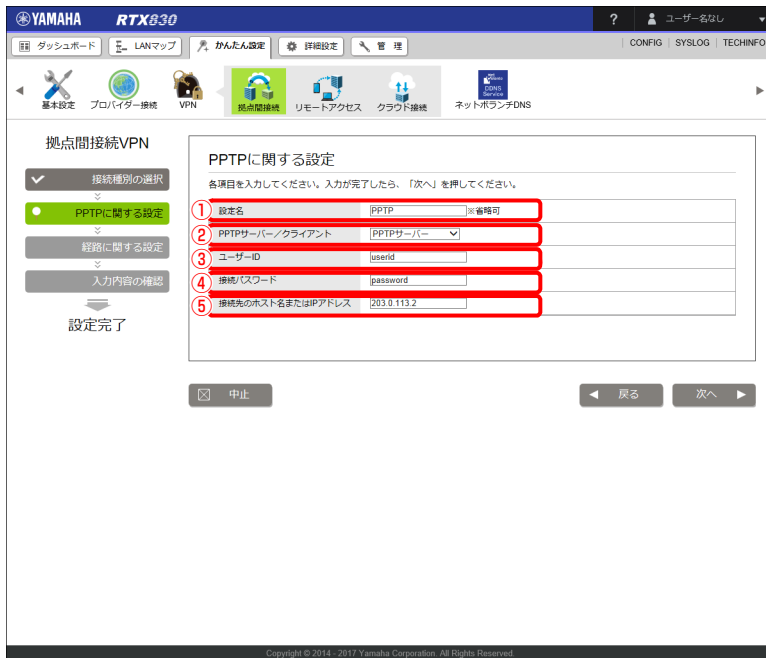 YAMAHA RTX830 ? ユーザー名なし
ダッシュボード LANマップ かんたん設定 詳細設定 管 理 CONFIG SYSLOG TECHINFO
基本設定 プロバイダー接続 VPN 拠点間接続 リモートアクセス クラウド接続 DDNS Service ネットボランチDNS
拠点間接続VPN
接続種別の選択
PPTPに関する設定
経路に関する設定
入力内容の確認
設定完了
PPTPに関する設定
各項目を入力してください。入力が完了したら、「次へ」を押してください。
① 設定名 PPTP ※省略可
② PPTPサーバー／クライアント PPTPサーバー
③ ユーザーID userid
④ 接続パスワード password
⑤ 接続先のホスト名またはIPアドレス 203.0.113.2
中止 戻る 次へ
Copyright © 2014 - 2017 Yamaha Corporation. All Rights Reserved.